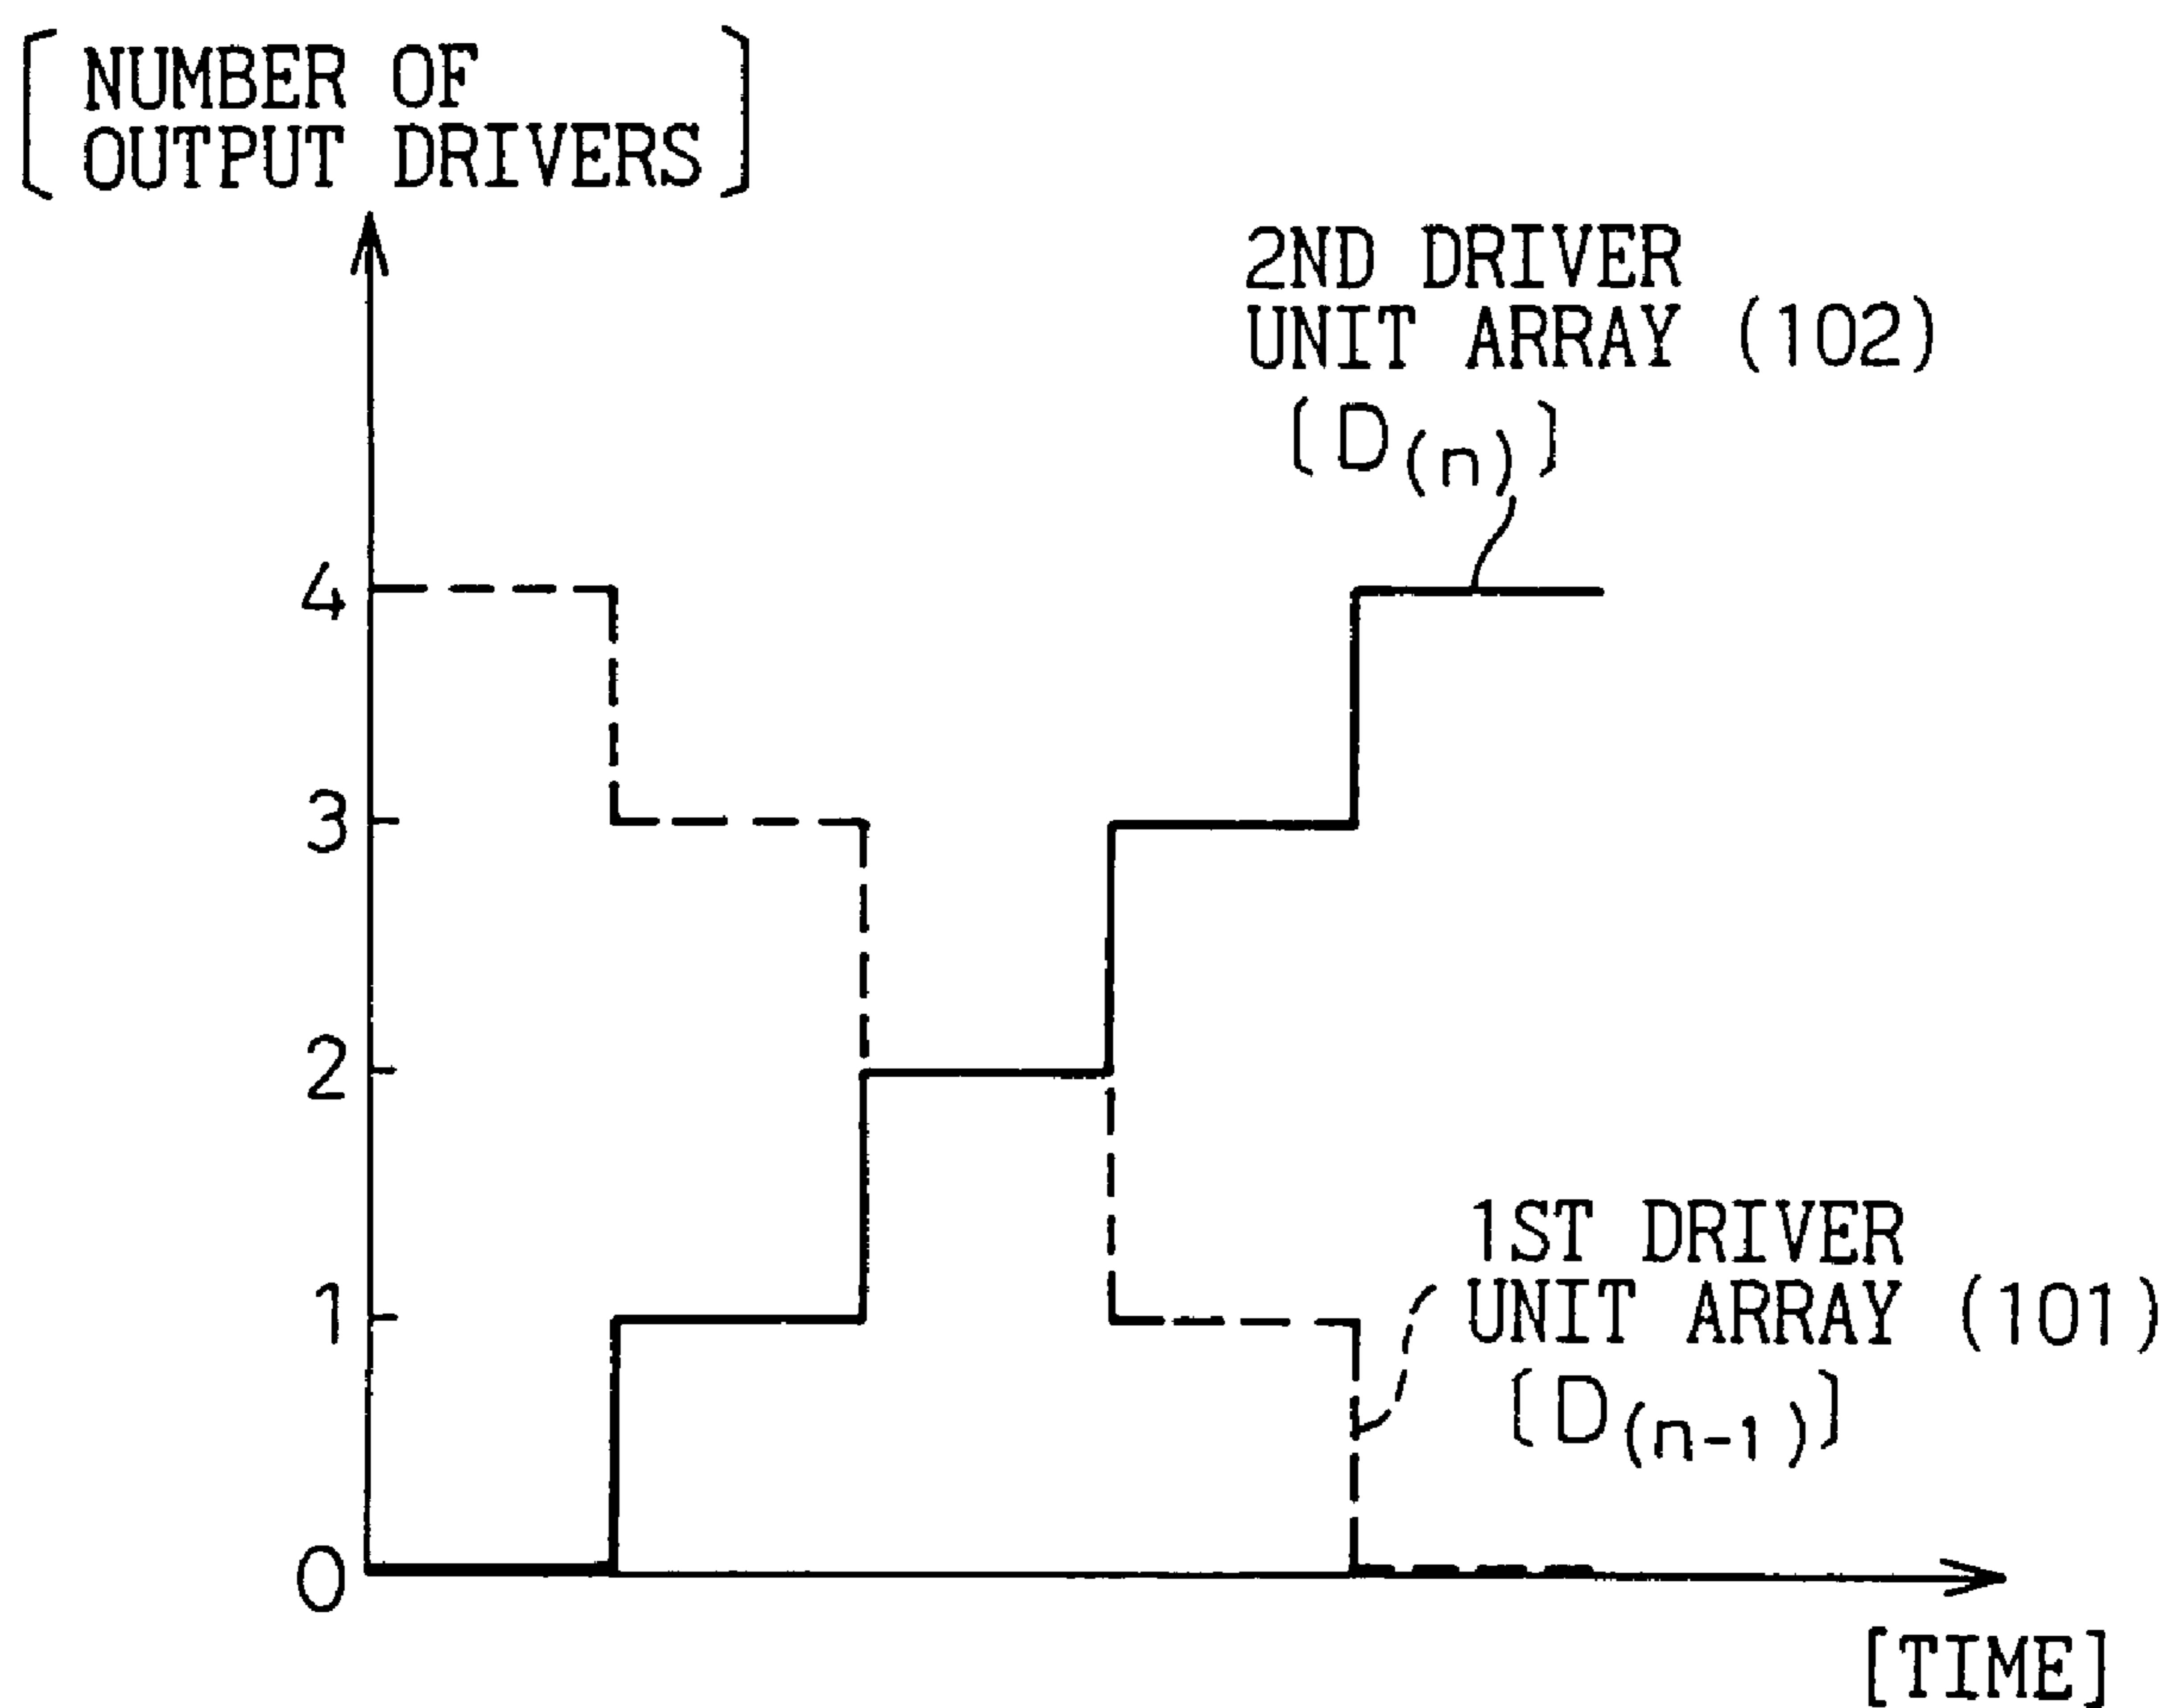 [NUMBER OF
OUTPUT DRIVERS]
2ND DRIVER
UNIT ARRAY (102)
[D(n)]
4
3
2
1
0
1ST DRIVER
UNIT ARRAY (101)
[D(n-1)]
[TIME]